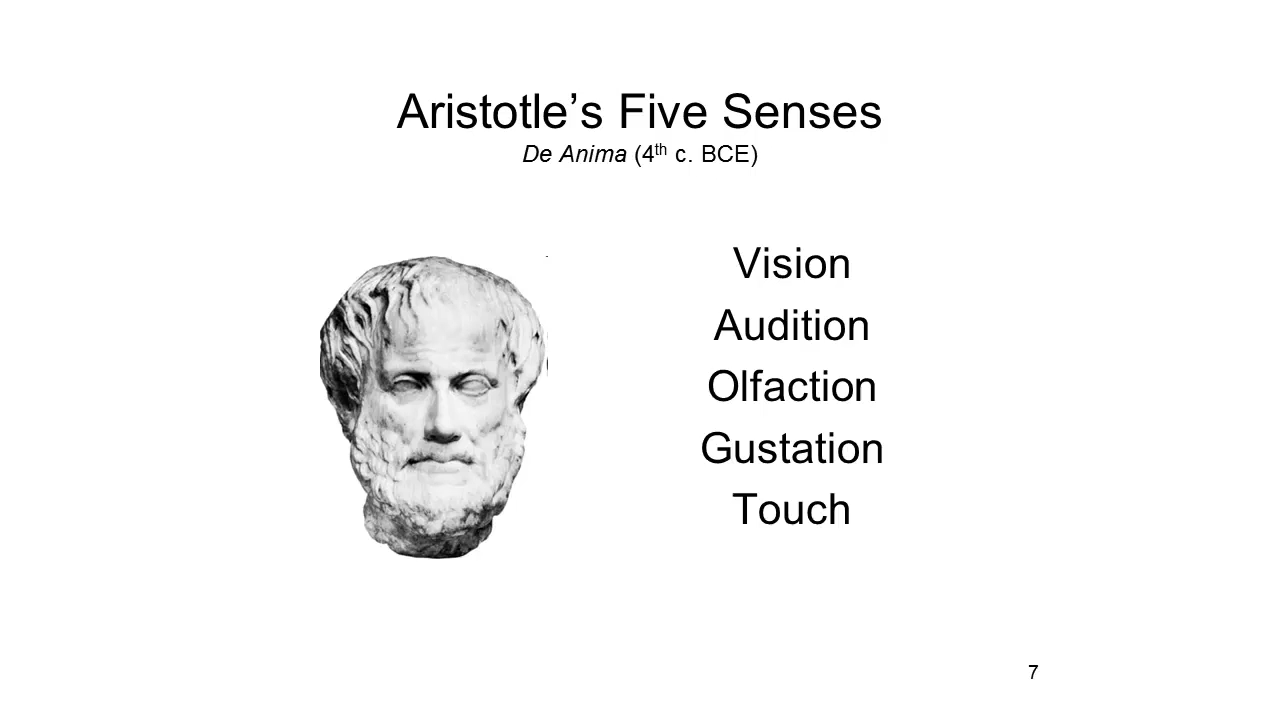 Aristotle’s Five Senses
De Anima (4th c. BCE)
Vision
Audition
Olfaction
Gustation
Touch
7